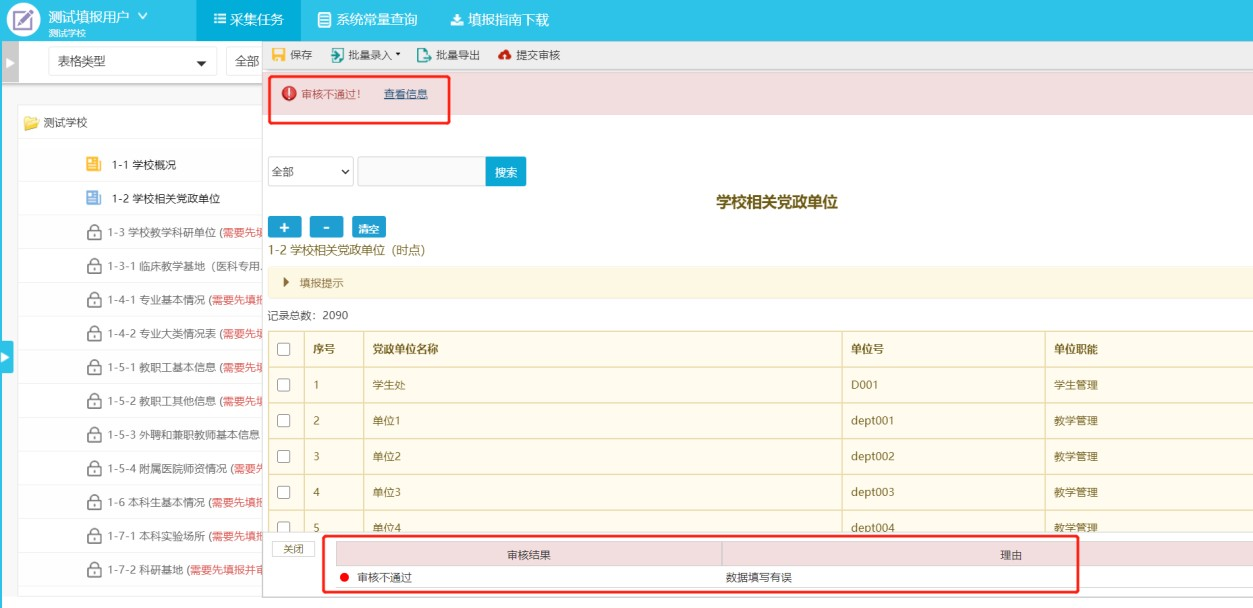 测试填报用户
测试学校
采集任务 系统常量查询 填报指南下载
表格类型 全部
保存 批量录入 批量导出 提交审核
审核不通过！ 查看信息
测试学校
1-1 学校概况
1-2 学校相关党政单位
1-3 学校教学科研单位 (需要先填
1-3-1 临床教学基地（医科专用.
1-4-1 专业基本情况 (需要先填报
1-4-2 专业大类情况表 (需要先填
1-5-1 教职工基本信息 (需要先填
1-5-2 教职工其他信息 (需要先填
1-5-3 外聘和兼职教师基本信息
1-5-4 附属医院师资情况 (需要先
1-6 本科生基本情况 (需要先填报
1-7-1 本科实验场所 (需要先填报
1-7-2 科研基地 (需要先填报并审
全部 搜索
学校相关党政单位
+ - 清空
1-2 学校相关党政单位（时点）
填报提示
记录总数：2090
序号 党政单位名称 单位号 单位职能
1 学生处 D001 学生管理
2 单位1 dept001 教学管理
3 单位2 dept002 教学管理
4 单位3 dept003 教学管理
5 单位4 dept004 教学管理
关闭
审核结果 理由
审核不通过 数据填写有误